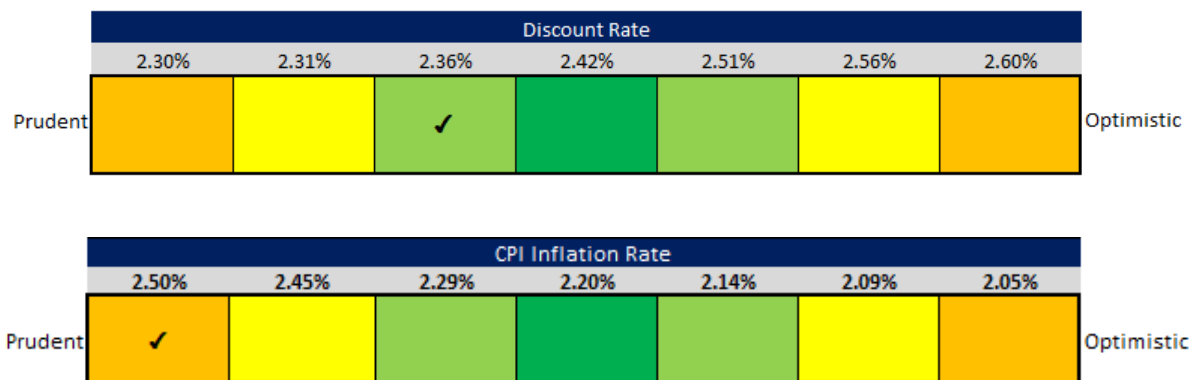 Discount Rate
2.30% 2.31% 2.36% 2.42% 2.51% 2.56% 2.60%
Prudent ✓ Optimistic
CPI Inflation Rate
2.50% 2.45% 2.29% 2.20% 2.14% 2.09% 2.05%
Prudent ✓ Optimistic